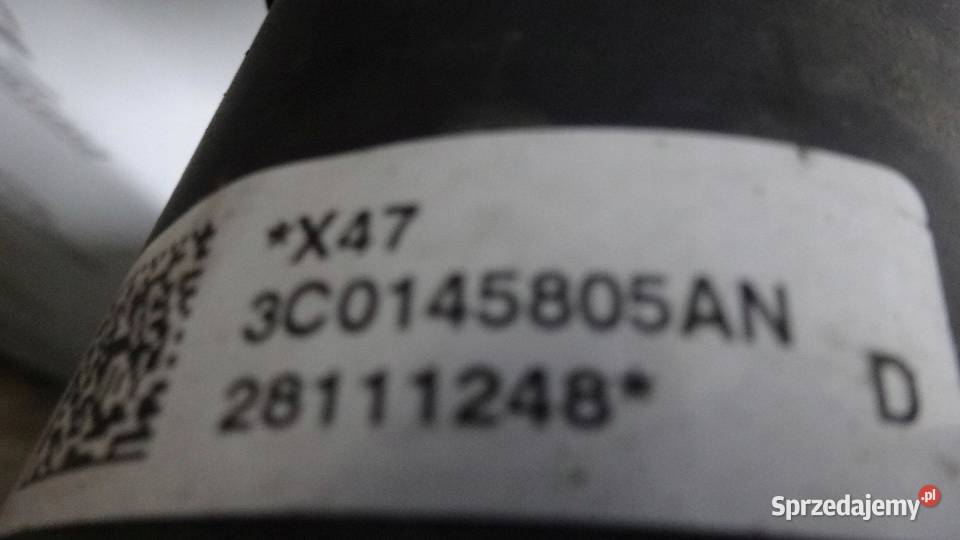 *X47
3C0145805AN
28111248*
D
Sprzedajemy.pl